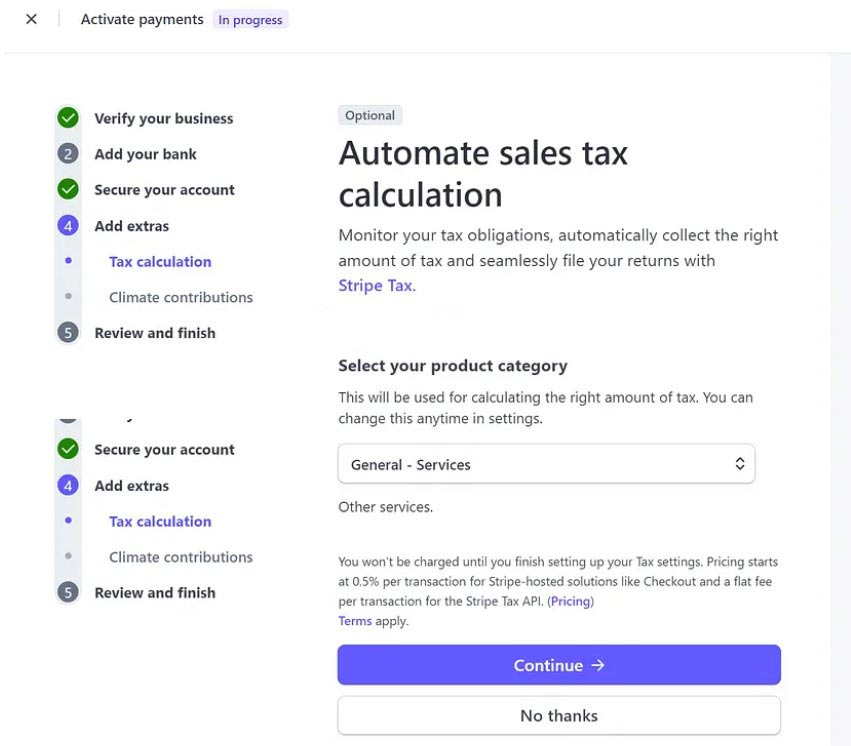 Activate payments In progress
Verify your business
2 Add your bank
Secure your account
4 Add extras
Tax calculation
Climate contributions
5 Review and finish
Secure your account
4 Add extras
Tax calculation
Climate contributions
5 Review and finish
Optional
Automate sales tax
calculation
Monitor your tax obligations, automatically collect the right
amount of tax and seamlessly file your returns with
Stripe Tax.
Select your product category
This will be used for calculating the right amount of tax. You can
change this anytime in settings.
General - Services
Other services.
You won't be charged until you finish setting up your Tax settings. Pricing starts
at 0.5% per transaction for Stripe-hosted solutions like Checkout and a flat fee
per transaction for the Stripe Tax API. (Pricing)
Terms apply.
Continue →
No thanks